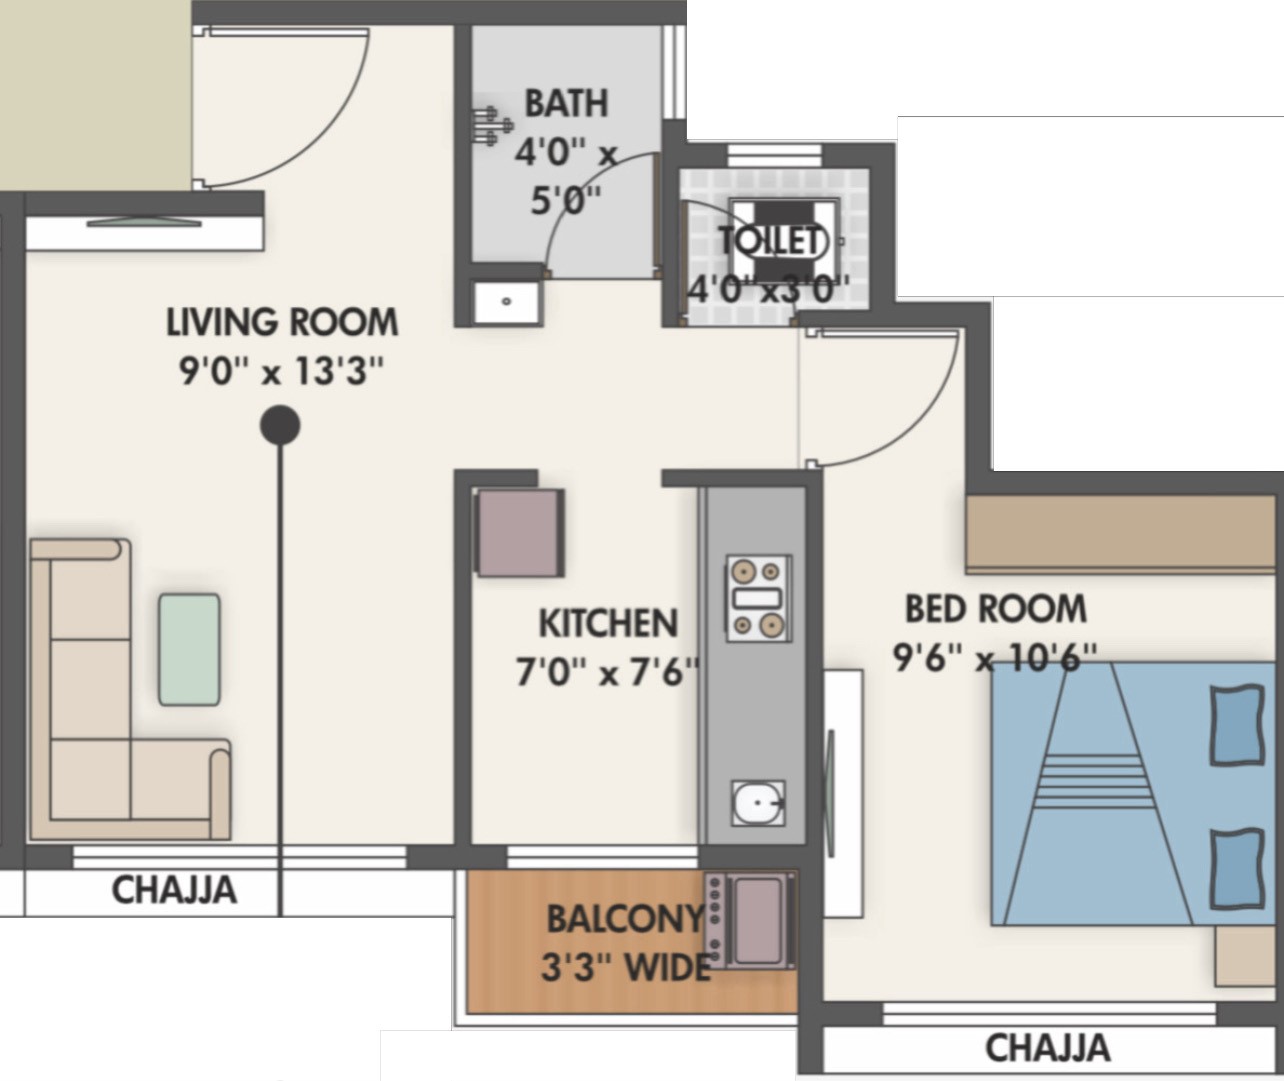 BATH
4'0" x
5'0"
TOILET
4'0"x3'0"
LIVING ROOM
9'0" x 13'3"
KITCHEN
7'0" x 7'6"
BED ROOM
9'6" x 10'6"
CHAJJA
BALCONY
3'3" WIDE
CHAJJA